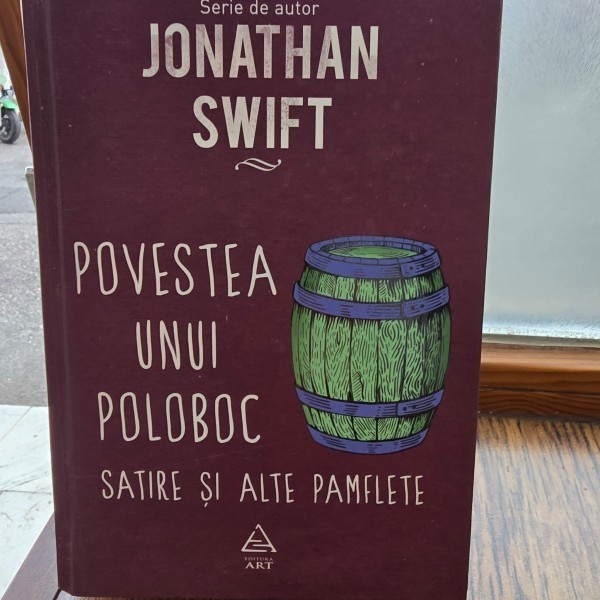 Serie de autor
JONATHAN
SWIFT
POVESTEA
UNUI
POLOBOC
SATIRE ȘI ALTE PAMFLETE
EDITURA
ART